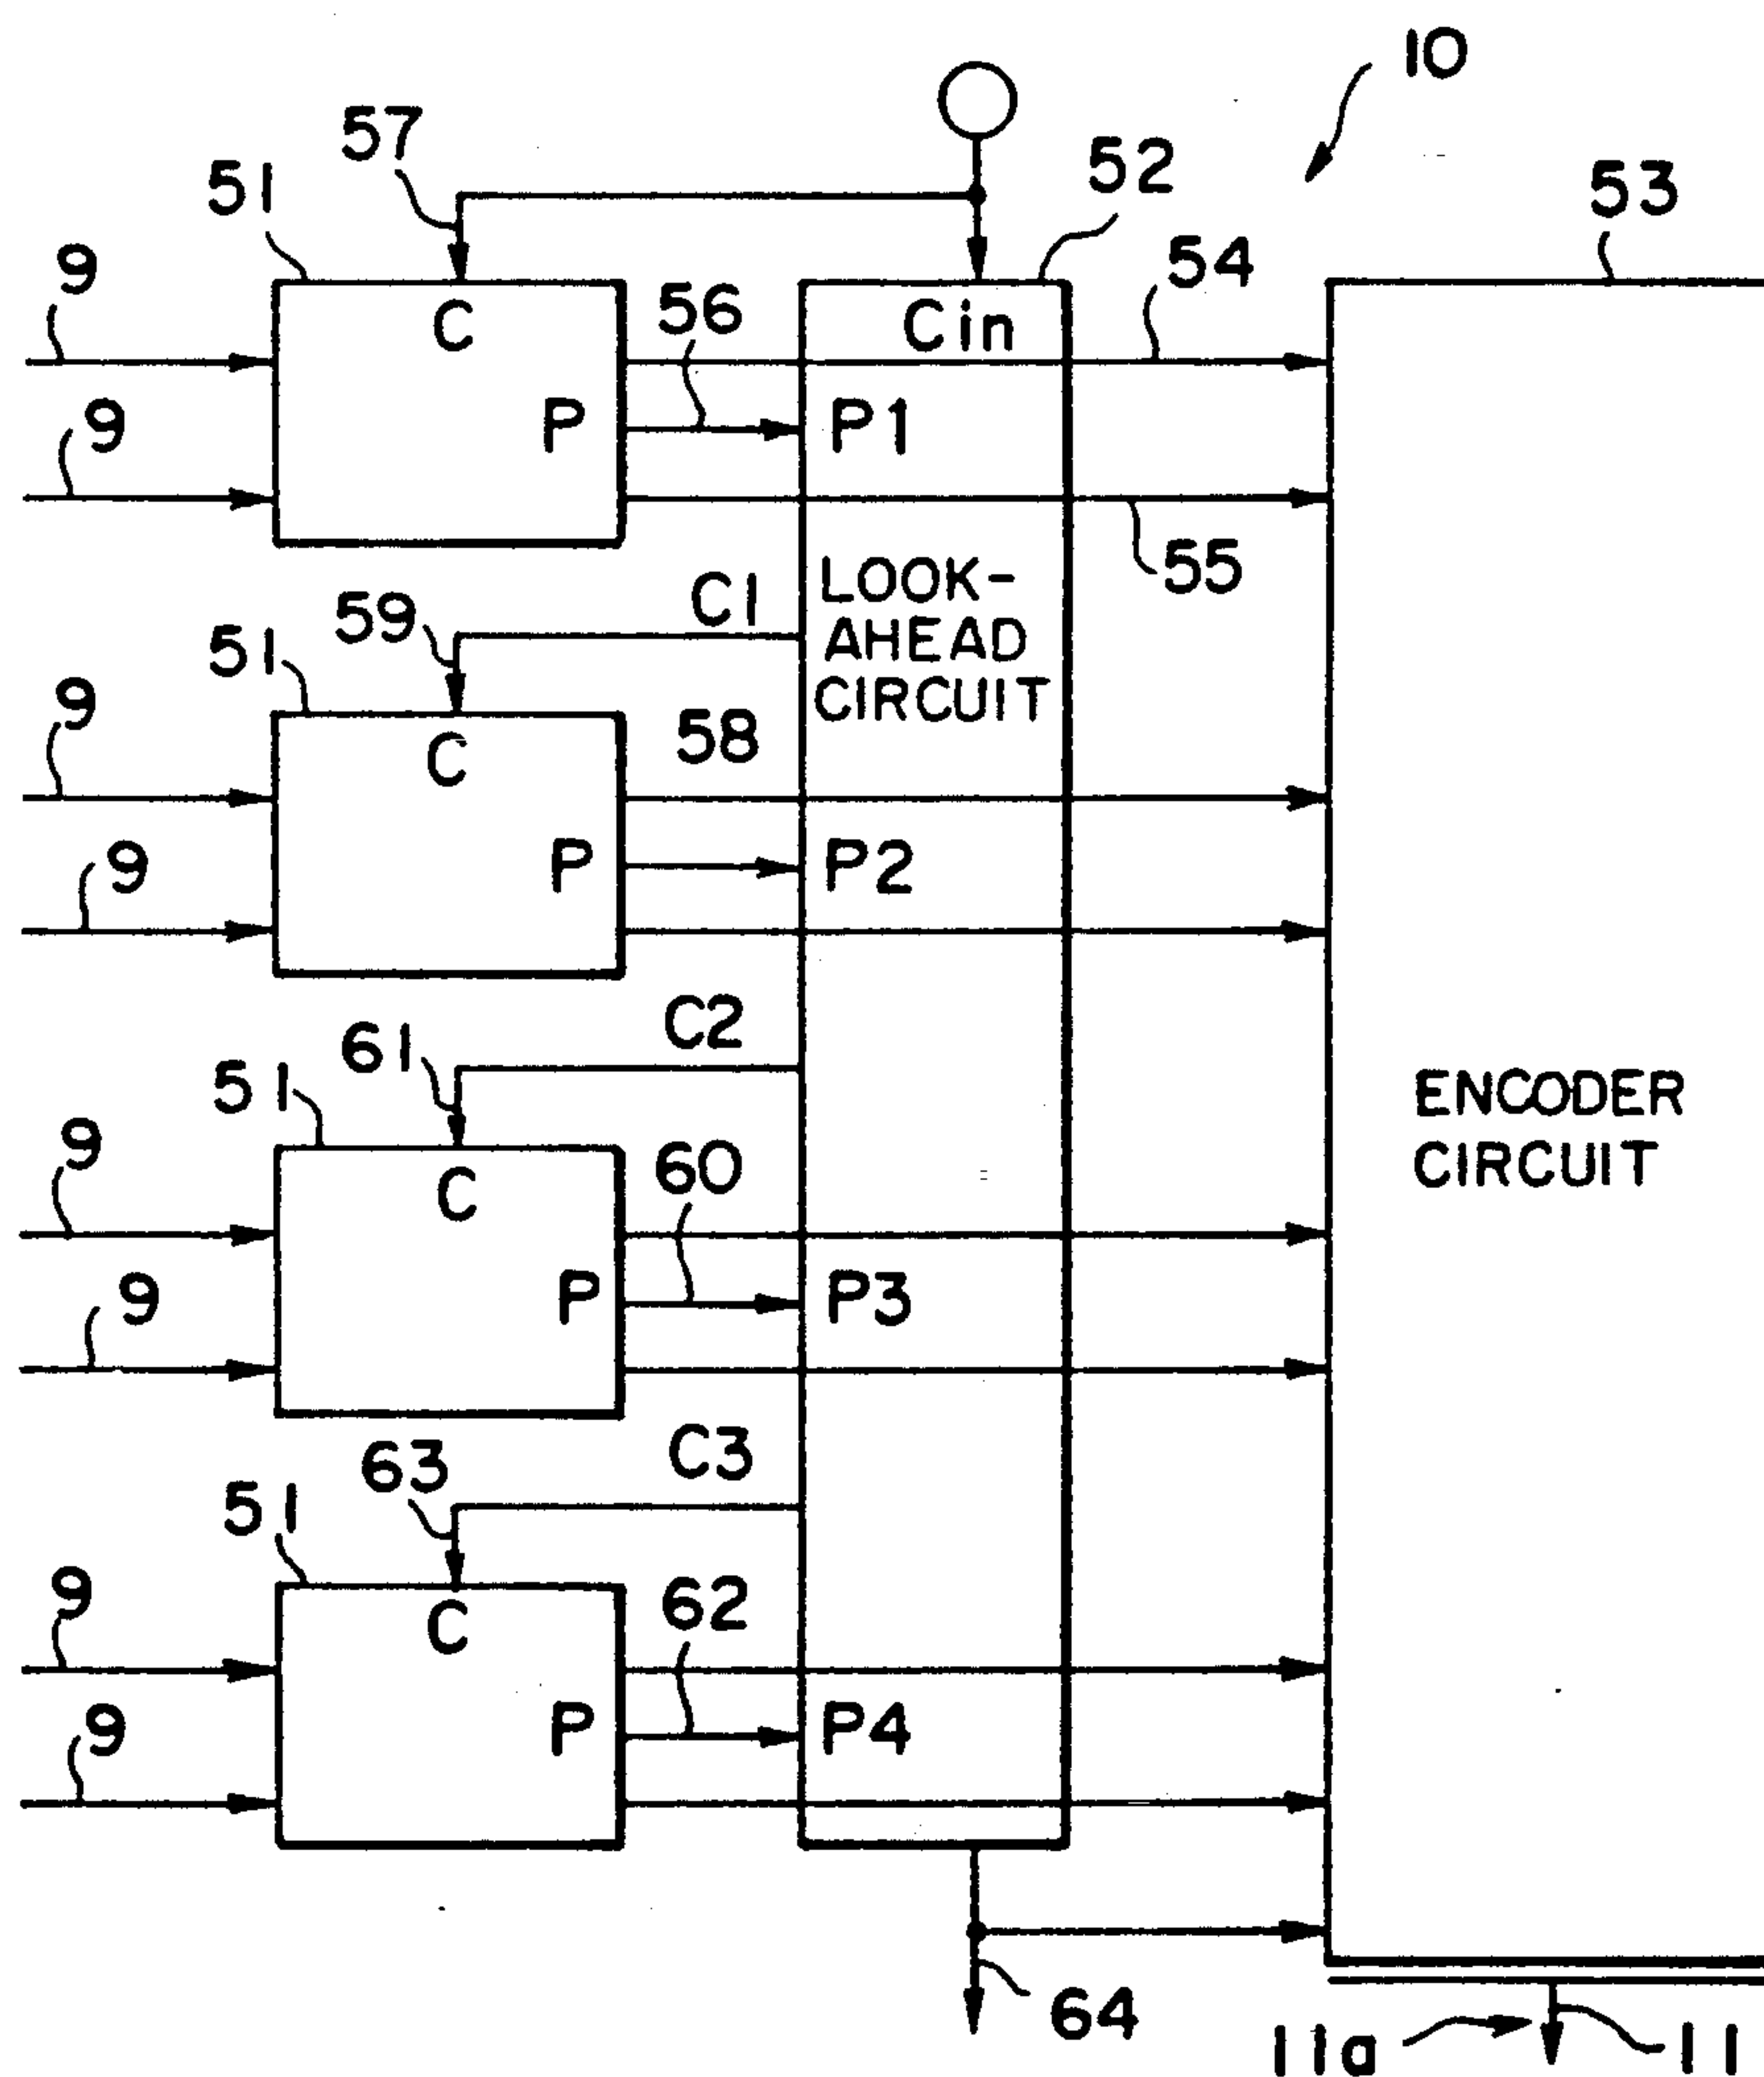 10
57
52
51
53
54
9
56
C
Cin
9
P
P1
55
C1
LOOK-
AHEAD
CIRCUIT
59
51
9
58
C
9
P
P2
C2
61
51
ENCODER
CIRCUIT
9
60
C
9
P
P3
C3
63
51
9
62
C
9
P
P4
64
11a
11